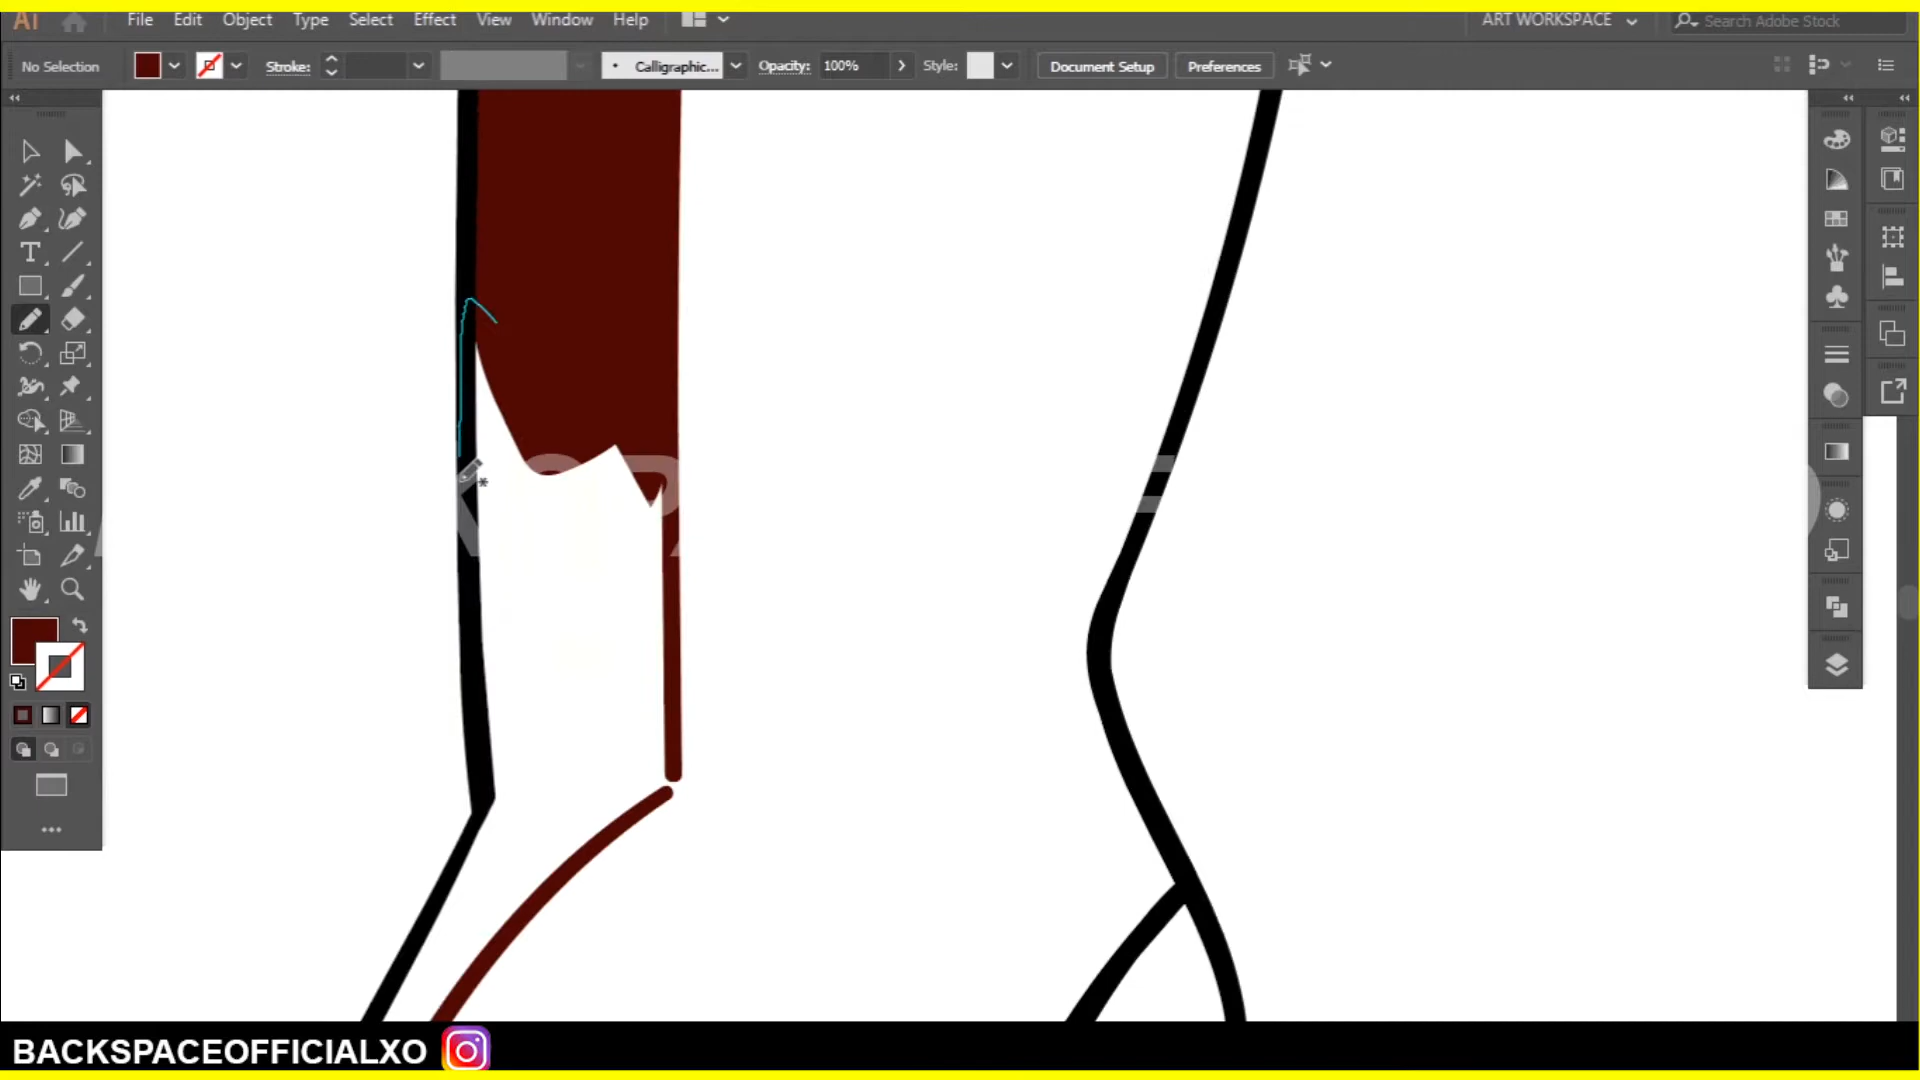 Ai File Edit Object Type Select Effect View Window Help ART WORKSPACE Search Adobe Stock
No Selection Stroke: Calligraphic... Opacity: 100% Style: Document Setup Preferences
BACKSPACEOFFICIALXO